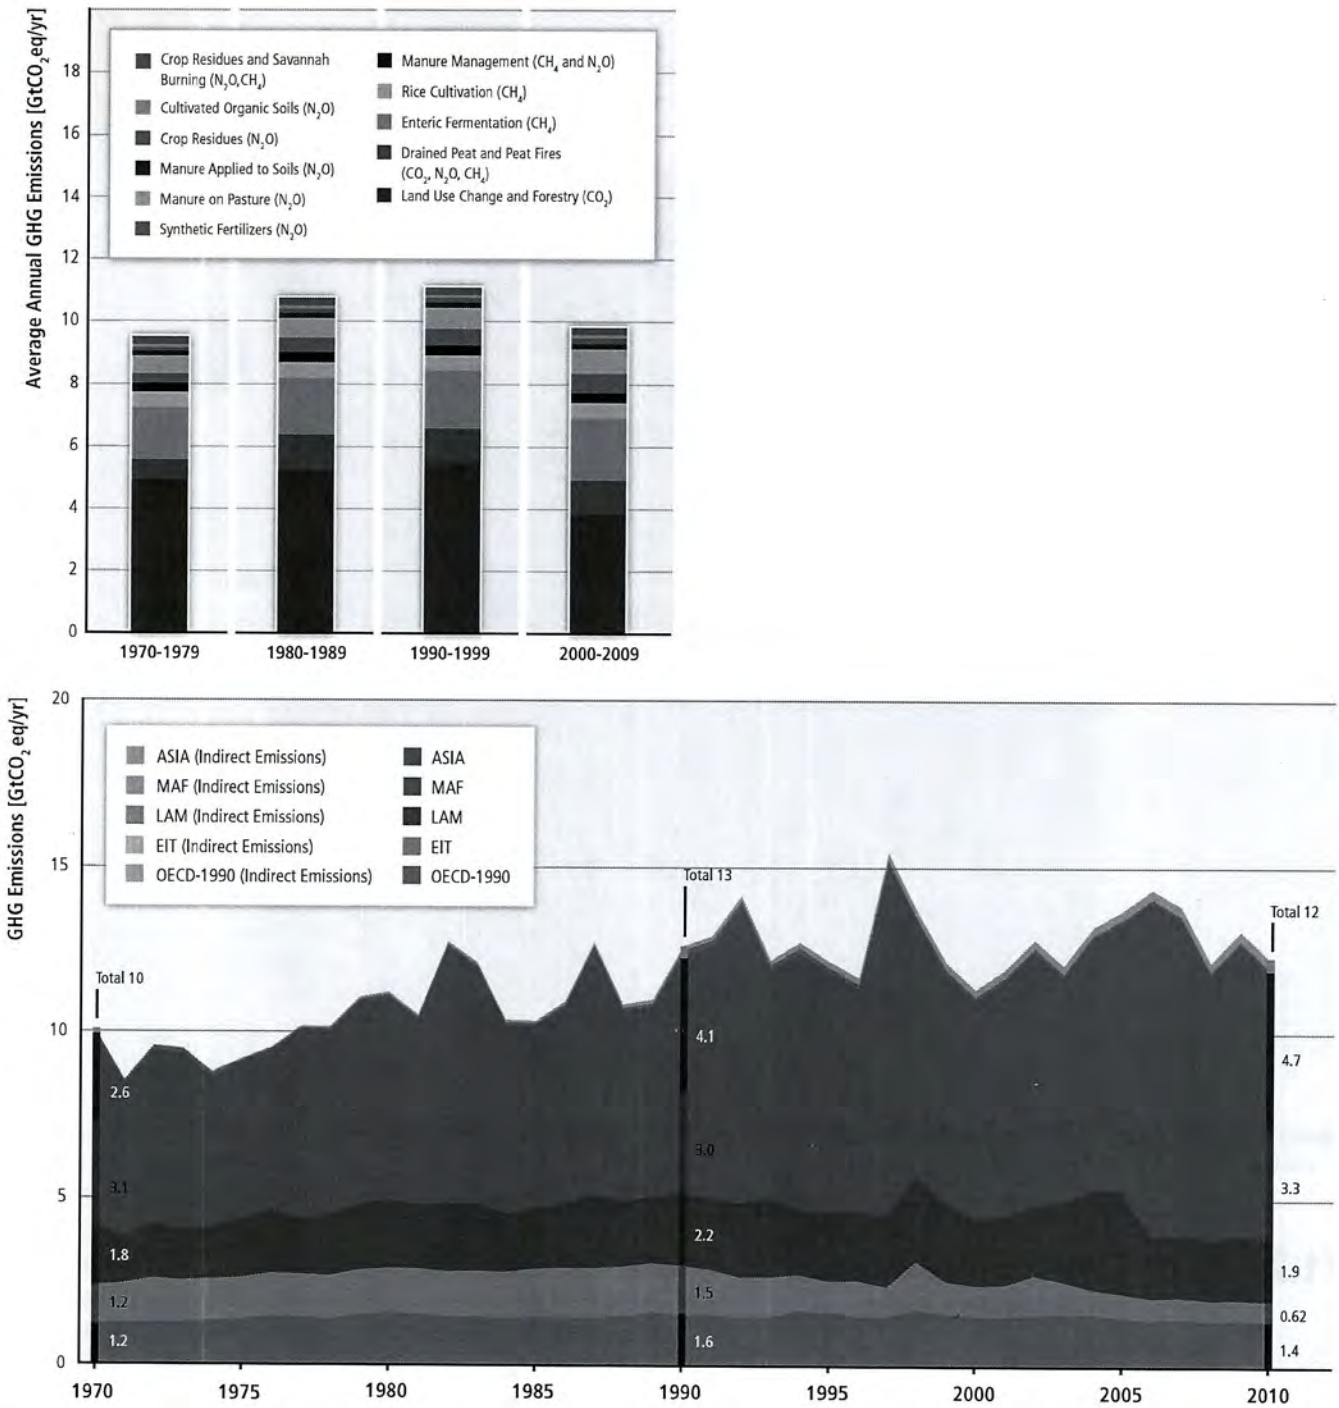 Average Annual GHG Emissions [GtCO2eq/yr]
18
16
14
12
10
8
6
4
2
0
Crop Residues and Savannah
Burning (N2O,CH4)
Cultivated Organic Soils (N2O)
Crop Residues (N2O)
Manure Applied to Soils (N2O)
Manure on Pasture (N2O)
Synthetic Fertilizers (N2O)
Manure Management (CH4 and N2O)
Rice Cultivation (CH4)
Enteric Fermentation (CH4)
Drained Peat and Peat Fires
(CO2, N2O, CH4)
Land Use Change and Forestry (CO2)
1970-1979 1980-1989 1990-1999 2000-2009
GHG Emissions [GtCO2 eq/yr]
20
15
10
5
0
ASIA (Indirect Emissions)
MAF (Indirect Emissions)
LAM (Indirect Emissions)
EIT (Indirect Emissions)
OECD-1990 (Indirect Emissions)
ASIA
MAF
LAM
EIT
OECD-1990
Total 10
2.6
3.1
1.8
1.2
1.2
Total 13
4.1
3.0
2.2
1.5
1.6
Total 12
4.7
3.3
1.9
0.62
1.4
1970 1975 1980 1985 1990 1995 2000 2005 2010